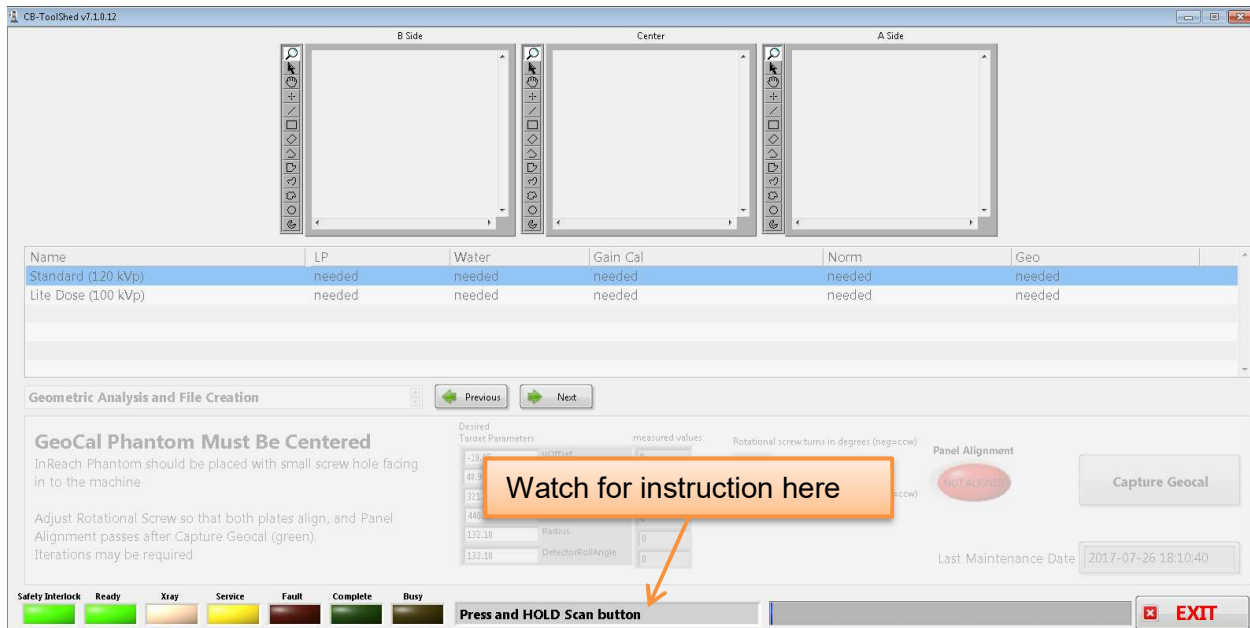 CB-ToolShed v7.1.0.12
B Side Center A Side
Name LP Water Gain Cal Norm Geo
Standard (120 kVp) needed needed needed needed needed
Lite Dose (100 kVp) needed needed needed needed needed
Geometric Analysis and File Creation Previous Next
GeoCal Phantom Must Be Centered
InReach Phantom should be placed with small screw hole facing
in to the machine
Adjust Rotational Screw so that both plates align, and Panel
Alignment passes after Capture Geocal (green).
Iterations may be required
Desired
Target Parameters measured values
Rotational screw turns in degrees (neg=ccw)
132.18 Radius 0
132.18 DetectorRollAngle 0
Watch for instruction here
Panel Alignment
NOT ALIGNED
Capture Geocal
Last Maintenance Date 2017-07-26 18:10:40
Safety Interlock Ready Xray Service Fault Complete Busy
Press and HOLD Scan button
EXIT